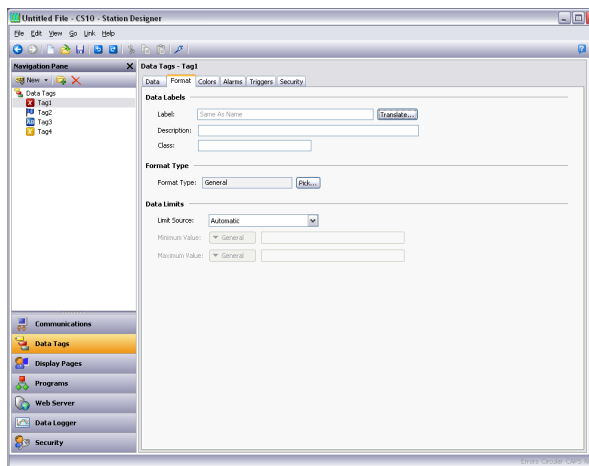 Untitled File - CS10 - Station Designer
File Edit View Go Link Help
Navigation Pane
New
Data Tags
Tag1
Tag2
Tag3
Tag4
Communications
Data Tags
Display Pages
Programs
Web Server
Data Logger
Security
Data Tags - Tag1
Data Format Colors Alarms Triggers Security
Data Labels
Label: Same As Name Translate...
Description:
Class:
Format Type
Format Type: General Pick...
Data Limits
Limit Source: Automatic
Minimum Value: General
Maximum Value: General
Errors Circular CAPS